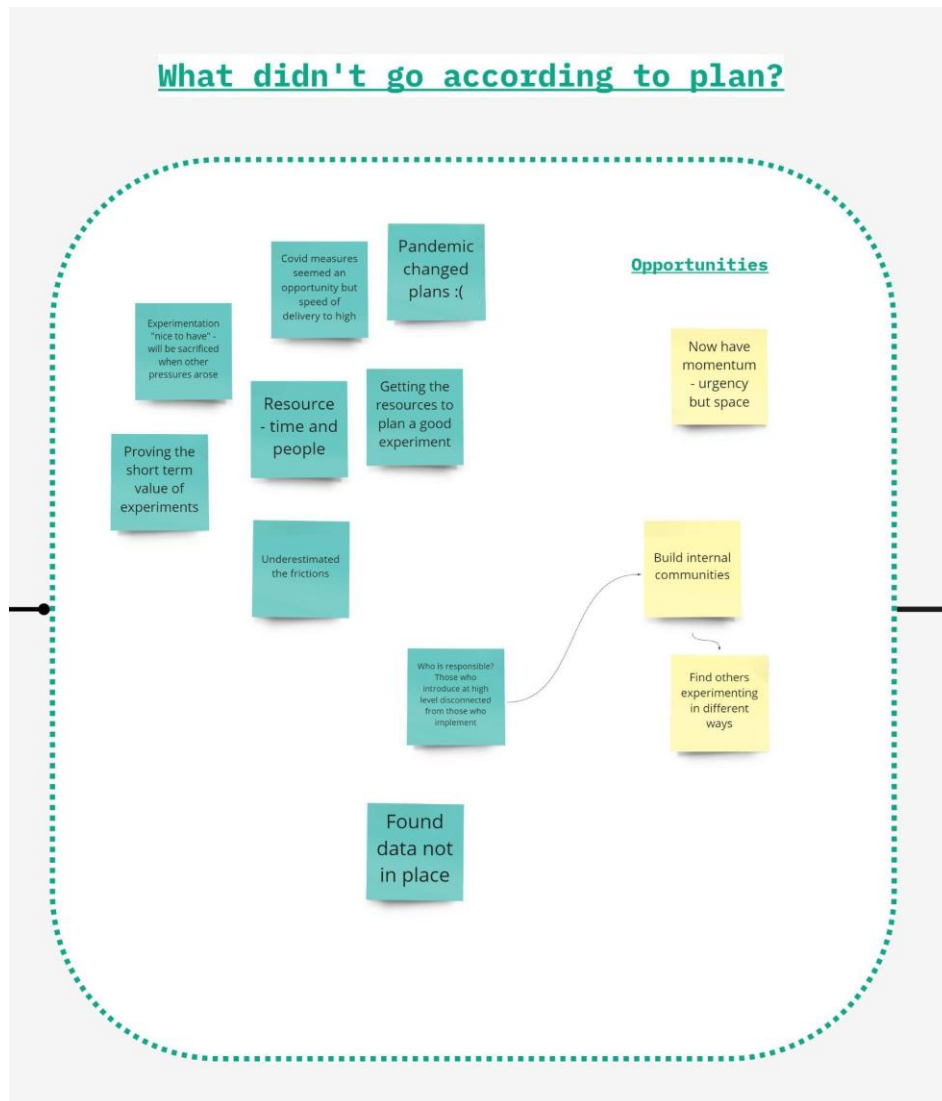 What didn't go according to plan?
Pandemic
changed
plans :(
Covid measures
seemed an
opportunity but
speed of
delivery to high
Opportunities
Experimentation
"nice to have" -
will be sacrificed
when other
pressures arose
Now have
momentum
- urgency
but space
Resource
- time and
people
Getting the
resources to
plan a good
experiment
Proving the
short term
value of
experiments
Underestimated
the frictions
Build internal
communities
Who is responsible?
Those who
introduce at high
level disconnected
from those who
implement
Find others
experimenting
in different
ways
Found
data not
in place